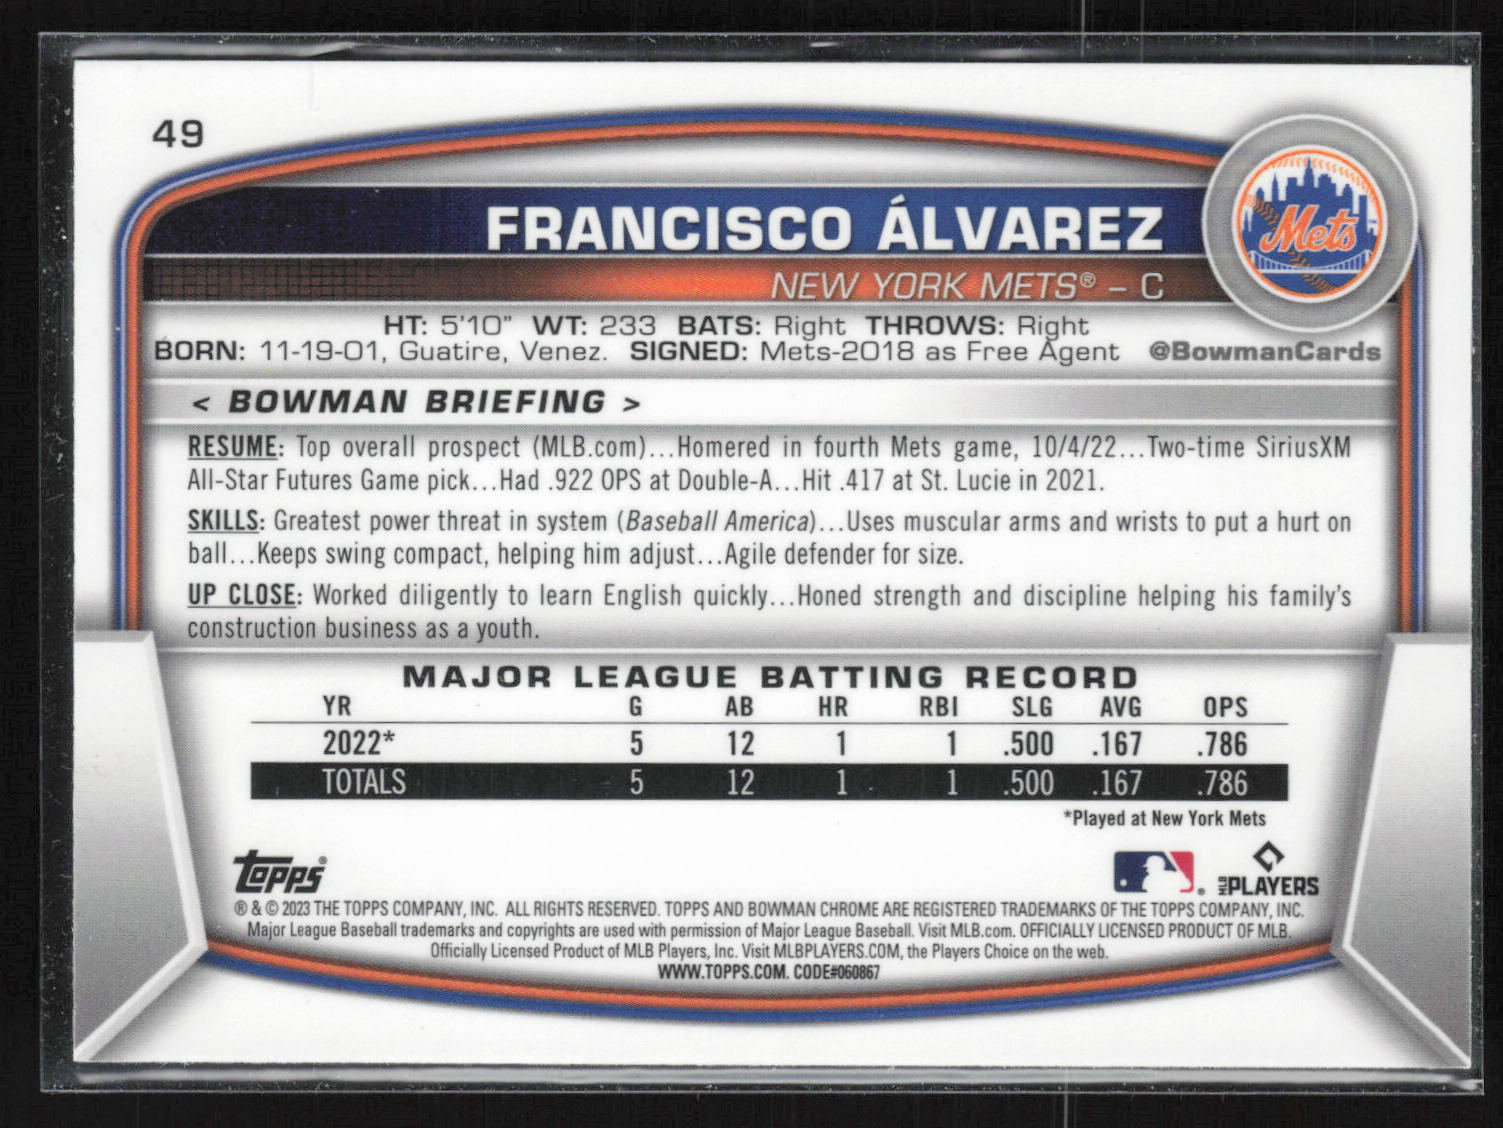 49
FRANCISCO ÁLVAREZ
Mets
NEW YORK METS® – C
HT: 5'10" WT: 233 BATS: Right THROWS: Right
BORN: 11-19-01, Guatire, Venez. SIGNED: Mets-2018 as Free Agent @BowmanCards
< BOWMAN BRIEFING >
RESUME: Top overall prospect (MLB.com)...Homered in fourth Mets game, 10/4/22...Two-time SiriusXM
All-Star Futures Game pick...Had .922 OPS at Double-A...Hit .417 at St. Lucie in 2021.
SKILLS: Greatest power threat in system (Baseball America)...Uses muscular arms and wrists to put a hurt on
ball...Keeps swing compact, helping him adjust...Agile defender for size.
UP CLOSE: Worked diligently to learn English quickly...Honed strength and discipline helping his family's
construction business as a youth.
MAJOR LEAGUE BATTING RECORD
YR G AB HR RBI SLG AVG OPS
2022* 5 12 1 1 .500 .167 .786
TOTALS 5 12 1 1 .500 .167 .786
*Played at New York Mets
Topps® MLB PLAYERS
® & © 2023 THE TOPPS COMPANY, INC. ALL RIGHTS RESERVED. TOPPS AND BOWMAN CHROME ARE REGISTERED TRADEMARKS OF THE TOPPS COMPANY, INC.
Major League Baseball trademarks and copyrights are used with permission of Major League Baseball. Visit MLB.com. OFFICIALLY LICENSED PRODUCT OF MLB.
Officially Licensed Product of MLB Players, Inc. Visit MLBPLAYERS.COM, the Players Choice on the web.
WWW.TOPPS.COM. CODE#060867